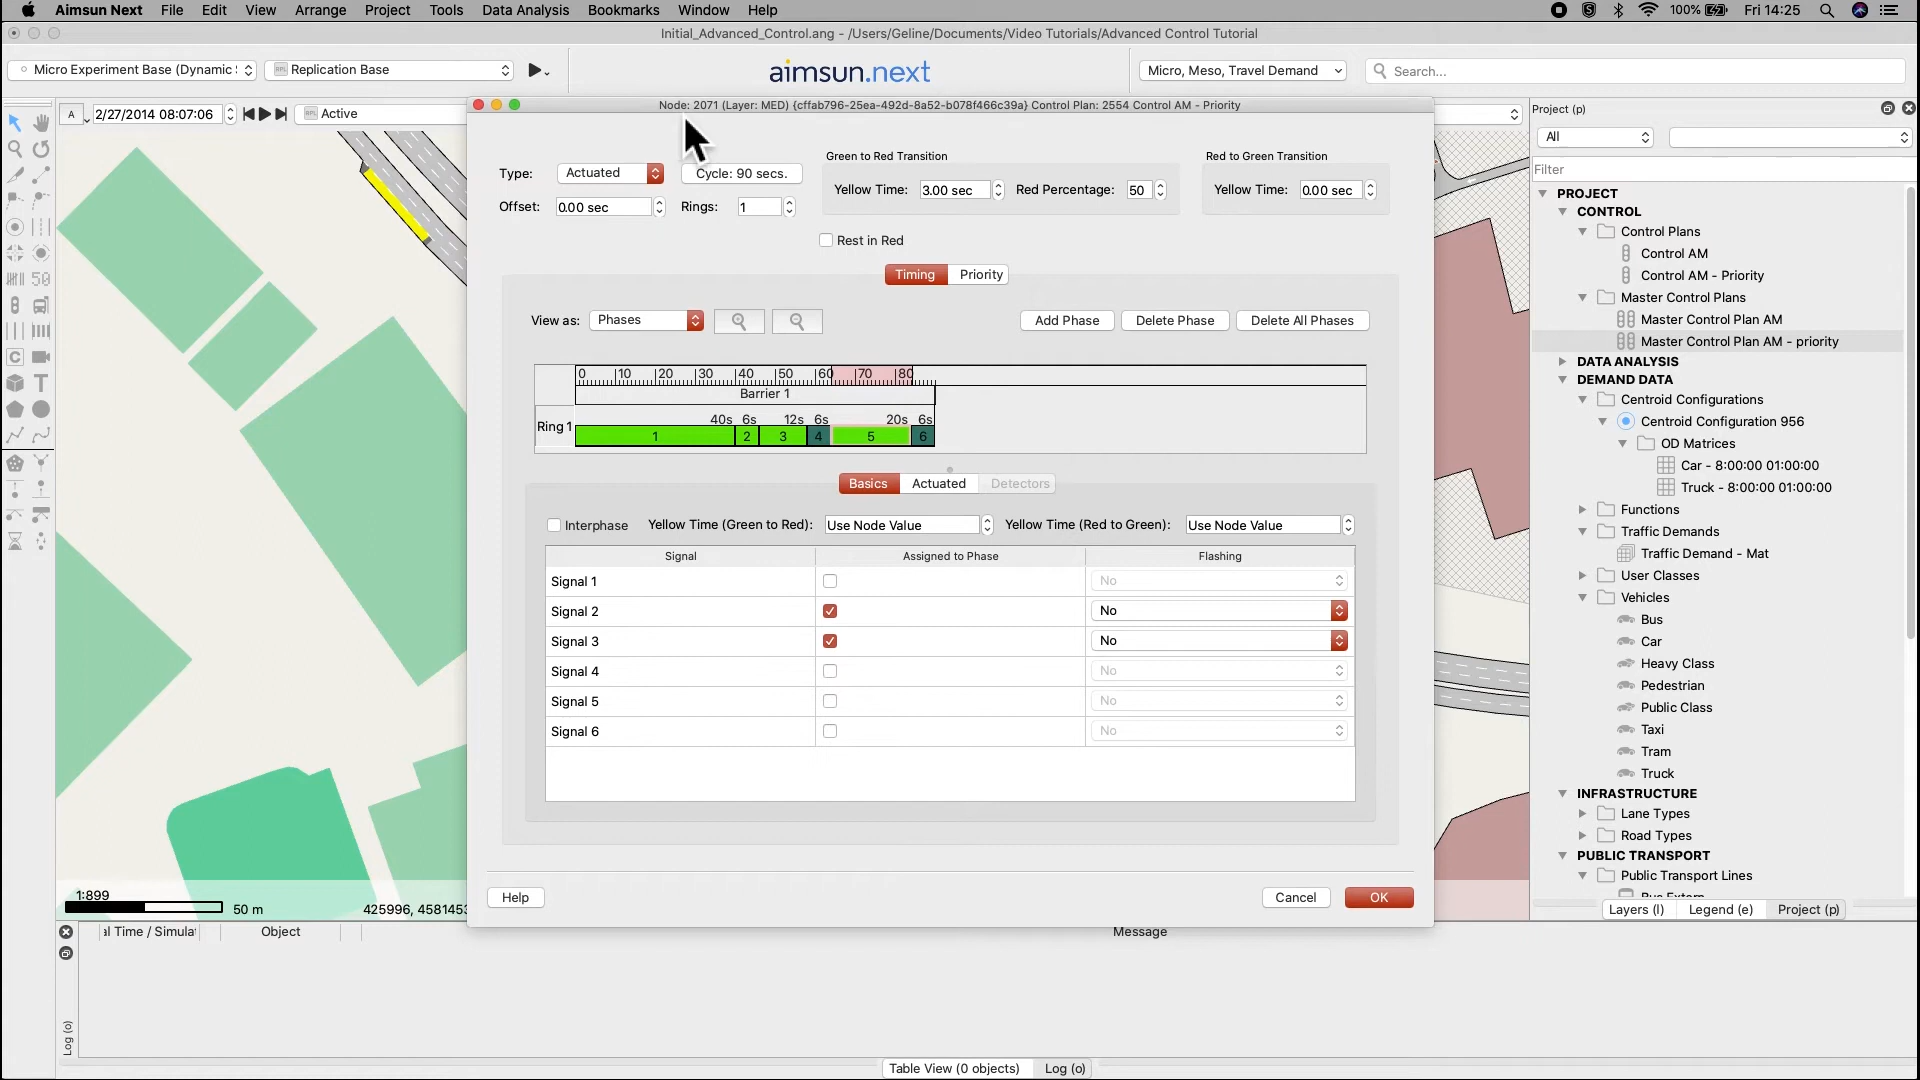 Aimsun Next File Edit View Arrange Project Tools Data Analysis Bookmarks Window Help 100% Fri 14:25
Initial_Advanced_Control.ang - /Users/Geline/Documents/Video Tutorials/Advanced Control Tutorial
Micro Experiment Base (Dynamic Replication Base aimsun.next Micro, Meso, Travel Demand Search...
A 2/27/2014 08:07:06 Active
Node: 2071 (Layer: MED) {cffab796-25ea-492d-8a52-b078f466c39a} Control Plan: 2554 Control AM - Priority
Type: Actuated Cycle: 90 secs.
Offset: 0.00 sec Rings: 1
Green to Red Transition
Yellow Time: 3.00 sec Red Percentage: 50
Red to Green Transition
Yellow Time: 0.00 sec
Rest in Red
Timing Priority
View as: Phases Add Phase Delete Phase Delete All Phases
0 10 20 30 40 50 60 70 80
Barrier 1
Ring 1
40s 6s 12s 6s 20s 6s
1 2 3 4 5 6
Basics Actuated Detectors
Interphase Yellow Time (Green to Red): Use Node Value Yellow Time (Red to Green): Use Node Value
Signal Assigned to Phase Flashing
Signal 1 No
Signal 2 No
Signal 3 No
Signal 4 No
Signal 5 No
Signal 6 No
Help Cancel OK
1:899
50 m
425996, 4581453
Project (p)
All
Filter
PROJECT
CONTROL
Control Plans
Control AM
Control AM - Priority
Master Control Plans
Master Control Plan AM
Master Control Plan AM - priority
DATA ANALYSIS
DEMAND DATA
Centroid Configurations
Centroid Configuration 956
OD Matrices
Car - 8:00:00 01:00:00
Truck - 8:00:00 01:00:00
Functions
Traffic Demands
Traffic Demand - Mat
User Classes
Vehicles
Bus
Car
Heavy Class
Pedestrian
Public Class
Taxi
Tram
Truck
INFRASTRUCTURE
Lane Types
Road Types
PUBLIC TRANSPORT
Public Transport Lines
Layers (l) Legend (e) Project (p)
al Time / Simula Object Message
Log (o)
Table View (0 objects) Log (o)